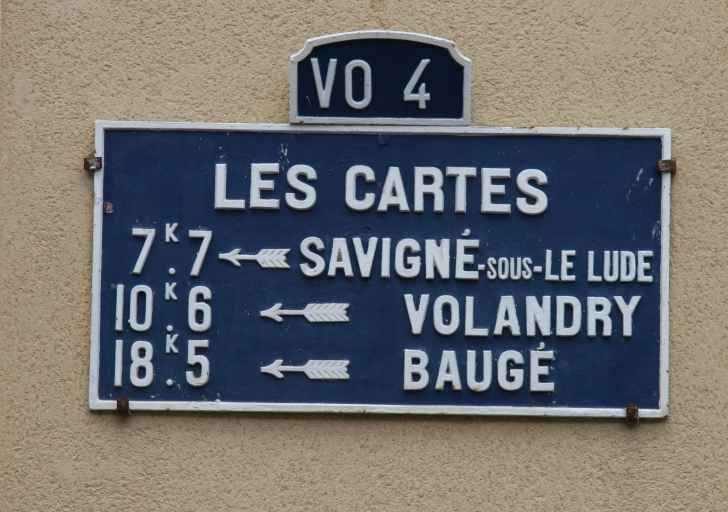 VO 4
LES CARTES
7K.7 SAVIGNÉ-SOUS-LE LUDE
10K.6 VOLANDRY
18K.5 BAUGÉ